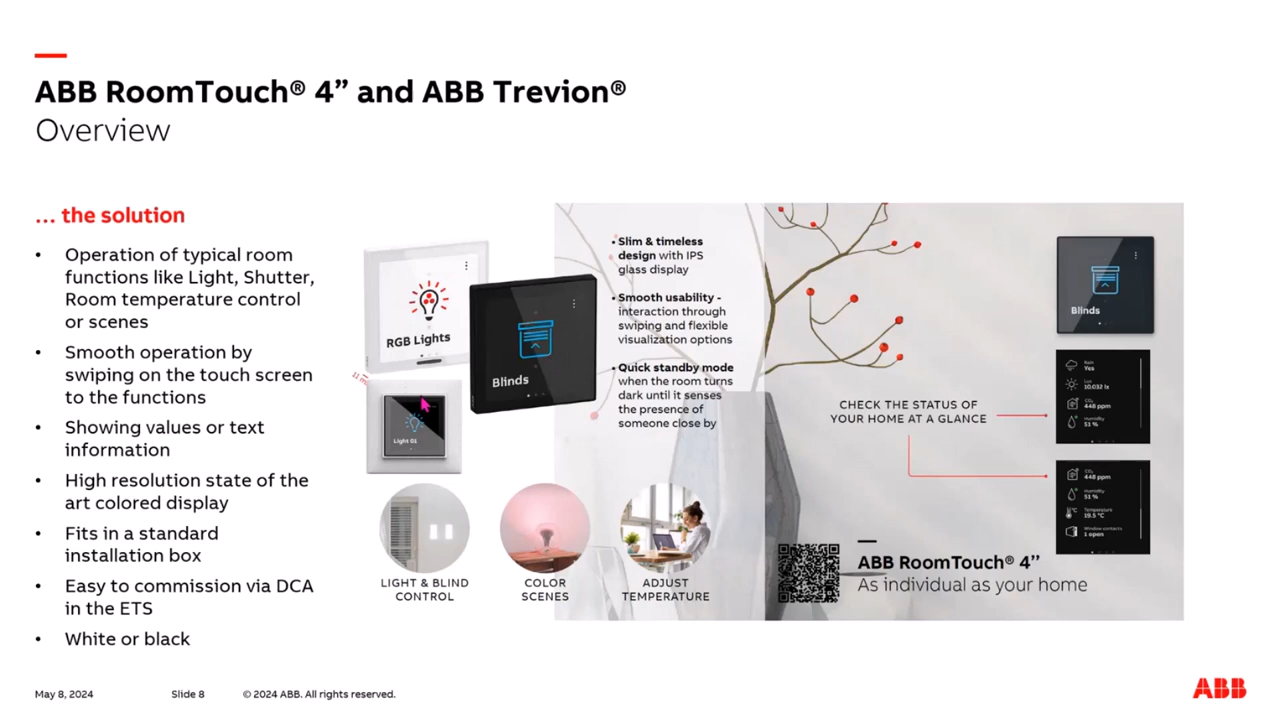 ABB RoomTouch® 4” and ABB Trevion®
Overview
... the solution
• Operation of typical room
functions like Light, Shutter,
Room temperature control
or scenes
• Smooth operation by
swiping on the touch screen
to the functions
• Showing values or text
information
• High resolution state of the
art colored display
• Fits in a standard
installation box
• Easy to commission via DCA
in the ETS
• White or black
RGB Lights
Blinds
Light 01
• Slim & timeless
design with IPS
glass display
• Smooth usability -
interaction through
swiping and flexible
visualization options
• Quick standby mode
when the room turns
dark until it senses
the presence of
someone close by
LIGHT & BLIND
CONTROL
COLOR
SCENES
ADJUST
TEMPERATURE
CHECK THE STATUS OF
YOUR HOME AT A GLANCE
Blinds
Rain
Yes
Lux
10.032 lx
CO₂
448 ppm
Humidity
51 %
CO₂
448 ppm
Humidity
51 %
Temperature
19.5 °C
Window contacts
1 open
ABB RoomTouch® 4”
As individual as your home
May 8, 2024
Slide 8
© 2024 ABB. All rights reserved.
ABB